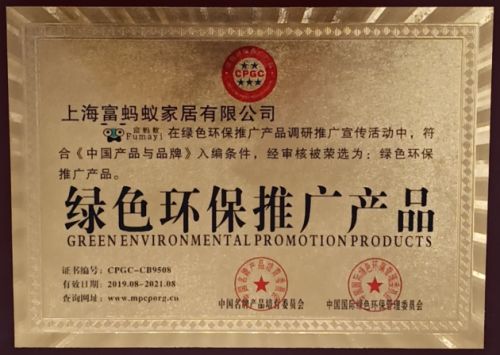 CPGC
上海富蚂蚁家居有限公司
富蚂蚁
Fumayi 在绿色环保推广产品调研推广宣传活动中，符
合《中国产品与品牌》入编条件，经审核被荣选为：绿色环保
推广产品。
绿色环保推广产品
GREEN ENVIRONMENTAL PROMOTION PRODUCTS
证书编号：CPGC-CB9508
有效日期：2019.08-2021.08
查询网址：www.mpcporg.cn
中国名牌产品培育委员会
中国国际绿色环保管理委员会